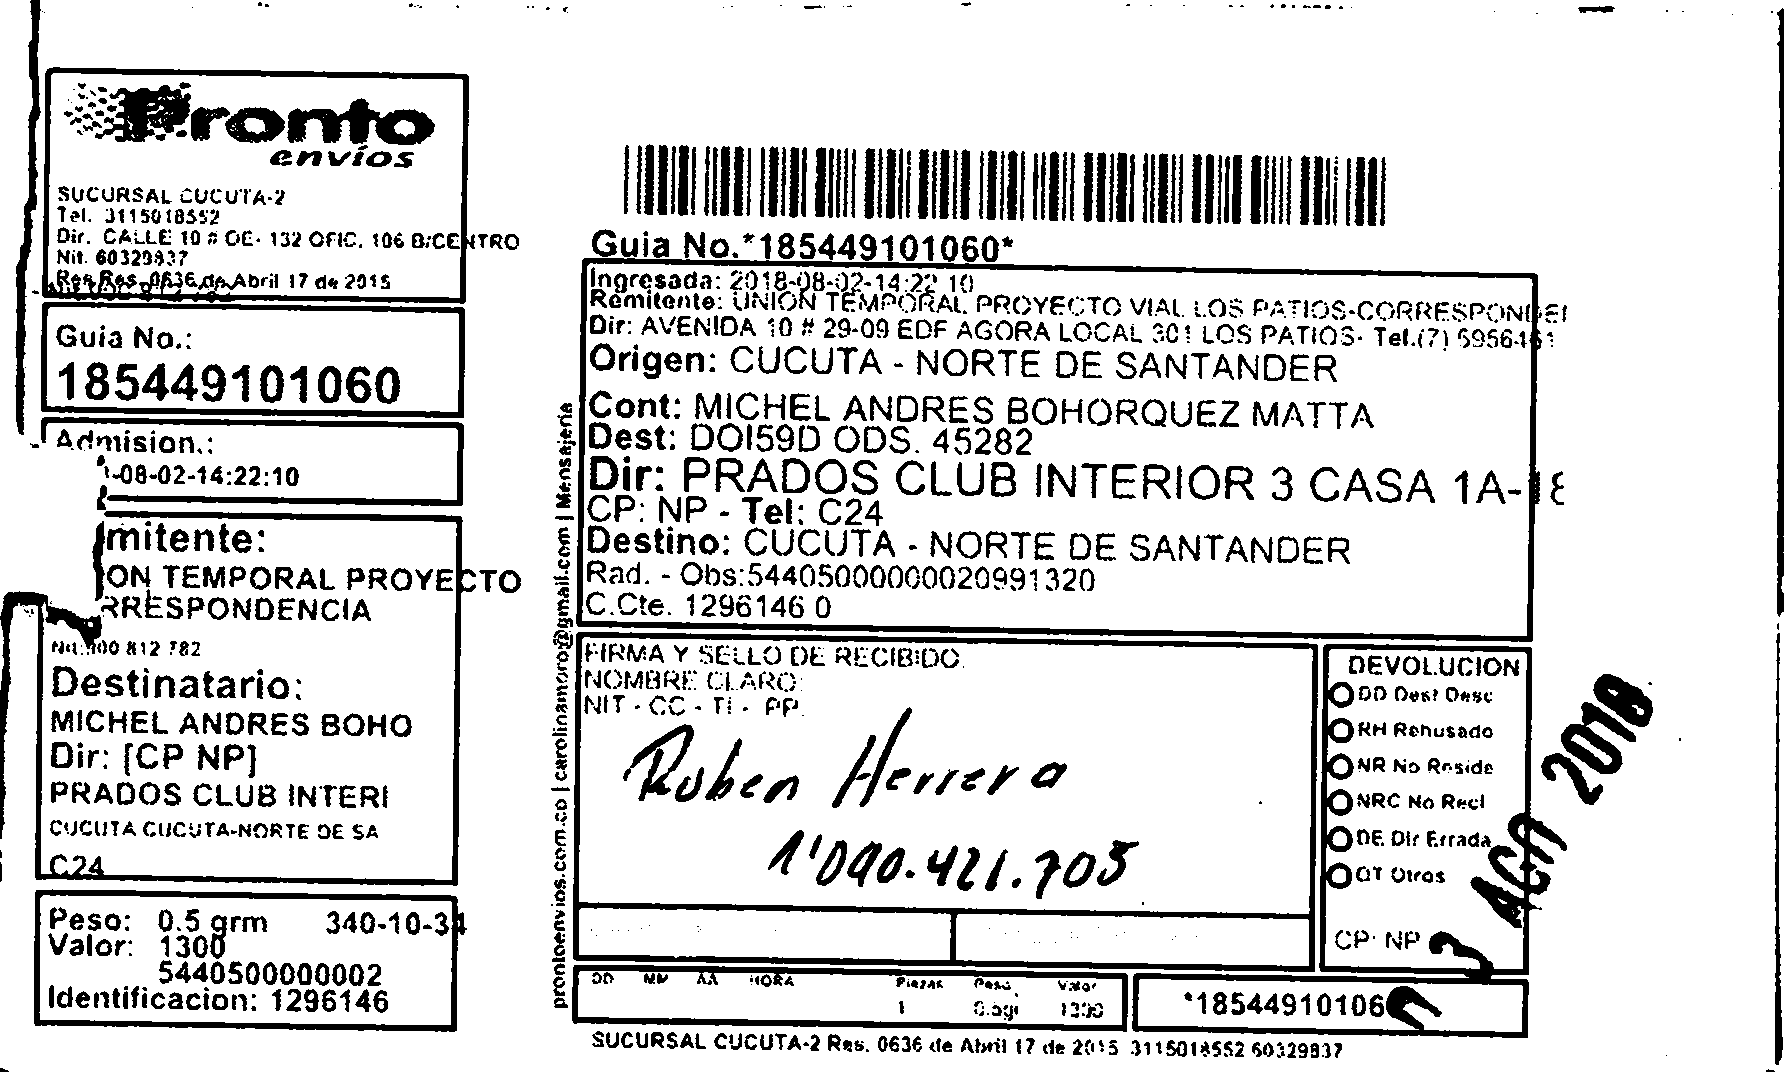 Pronto
envíos
SUCURSAL CUCUTA-2
Tel. 3115018552
Dir. CALLE 10 # OE- 132 OFIC. 106 B/CENTRO
Nit. 60329837
Res Res. 0636 de Abril 17 de 2015
Guia No.:
185449101060
Admision.:
-08-02-14:22:10
mitente:
ON TEMPORAL PROYECTO
RRESPONDENCIA
812 782
Destinatario:
MICHEL ANDRES BOHO
Dir: [CP NP]
PRADOS CLUB INTERI
CUCUTA CUCUTA-NORTE DE SA
C24
Peso: 0.5 grm 340-10-34
Valor: 1300
5440500000002
Identificacion: 1296146
prontoenvios.com.co | carolinamoro@gmail.com | Mensajeria
Guia No.*185449101060*
Ingresada: 2018-08-02-14:22 10
Remitente: UNION TEMPORAL PROYECTO VIAL LOS PATIOS-CORRESPONDEN
Dir: AVENIDA 10 # 29-09 EDF AGORA LOCAL 301 LOS PATIOS- Tel.(7) 5956161
Origen: CUCUTA - NORTE DE SANTANDER
Cont: MICHEL ANDRES BOHORQUEZ MATTA
Dest: DOI59D ODS. 45282
Dir: PRADOS CLUB INTERIOR 3 CASA 1A-18
CP: NP - Tel: C24
Destino: CUCUTA - NORTE DE SANTANDER
Rad. - Obs:54405000000020991320
C.Cte. 1296146 0
FIRMA Y SELLO DE RECIBIDO
NOMBRE CLARO
NIT - CC - TI - PP
Ruben Herrera
1'090.421.705
DEVOLUCION
DD Dest Desc
RH Rehusado
NR No Reside
NRC No Recl
DE Dir Errada
OT Otros
CP: NP
03 AGO 2018
DD MM AA HORA Piezas Peso Valor
1 0.5gr 1300
*185449101060
SUCURSAL CUCUTA-2 Res. 0636 de Abril 17 de 2015 3115018552 60329837